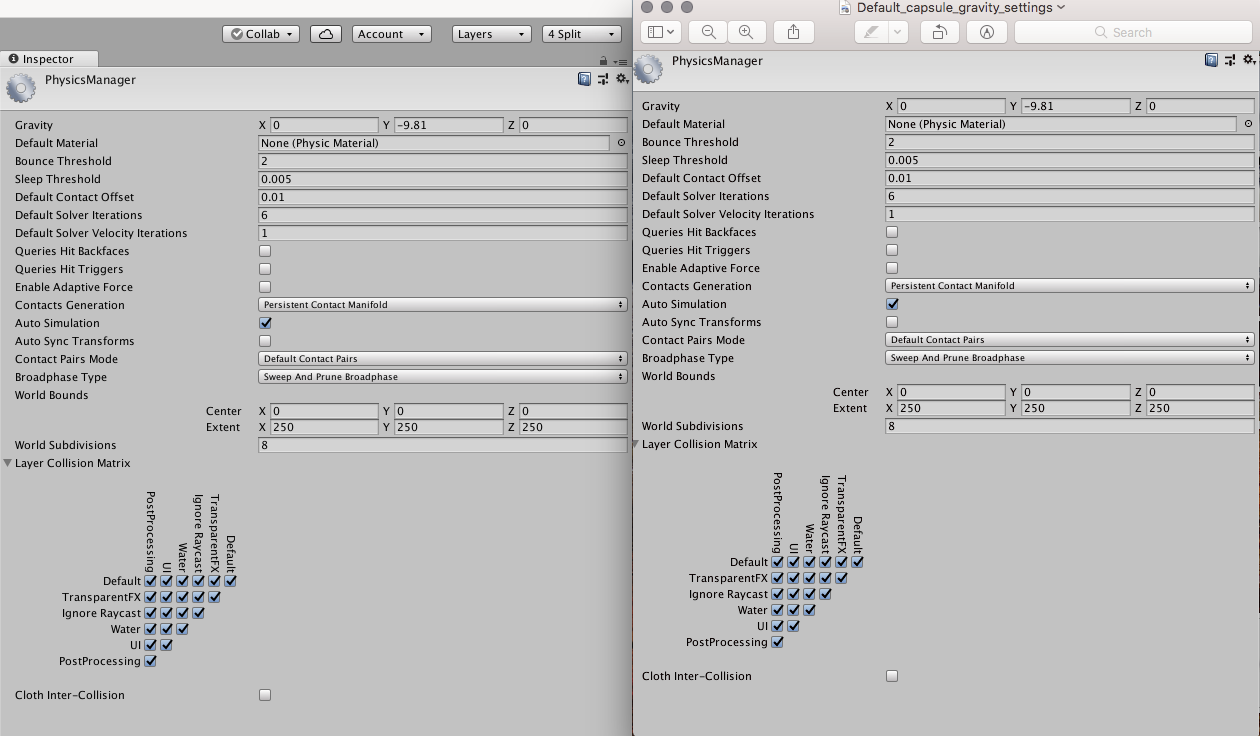 Collab
Account
Layers
4 Split
Inspector
PhysicsManager
Gravity X 0 Y -9.81 Z 0
Default Material None (Physic Material)
Bounce Threshold 2
Sleep Threshold 0.005
Default Contact Offset 0.01
Default Solver Iterations 6
Default Solver Velocity Iterations 1
Queries Hit Backfaces
Queries Hit Triggers
Enable Adaptive Force
Contacts Generation Persistent Contact Manifold
Auto Simulation
Auto Sync Transforms
Contact Pairs Mode Default Contact Pairs
Broadphase Type Sweep And Prune Broadphase
World Bounds
Center X 0 Y 0 Z 0
Extent X 250 Y 250 Z 250
World Subdivisions 8
Layer Collision Matrix
PostProcessing
UI
Water
Ignore Raycast
TransparentFX
Default
Default
TransparentFX
Ignore Raycast
Water
UI
PostProcessing
Cloth Inter-Collision
Default_capsule_gravity_settings
Search
PhysicsManager
Gravity X 0 Y -9.81 Z 0
Default Material None (Physic Material)
Bounce Threshold 2
Sleep Threshold 0.005
Default Contact Offset 0.01
Default Solver Iterations 6
Default Solver Velocity Iterations 1
Queries Hit Backfaces
Queries Hit Triggers
Enable Adaptive Force
Contacts Generation Persistent Contact Manifold
Auto Simulation
Auto Sync Transforms
Contact Pairs Mode Default Contact Pairs
Broadphase Type Sweep And Prune Broadphase
World Bounds
Center X 0 Y 0 Z 0
Extent X 250 Y 250 Z 250
World Subdivisions 8
Layer Collision Matrix
PostProcessing
UI
Water
Ignore Raycast
TransparentFX
Default
Default
TransparentFX
Ignore Raycast
Water
UI
PostProcessing
Cloth Inter-Collision